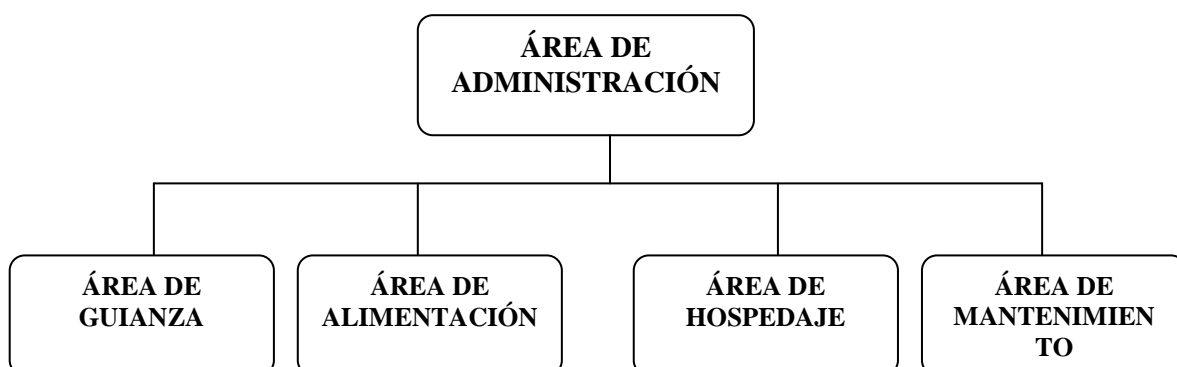 ÁREA DE
ADMINISTRACIÓN
ÁREA DE
GUIANZA
ÁREA DE
ALIMENTACIÓN
ÁREA DE
HOSPEDAJE
ÁREA DE
MANTENIMIEN
TO